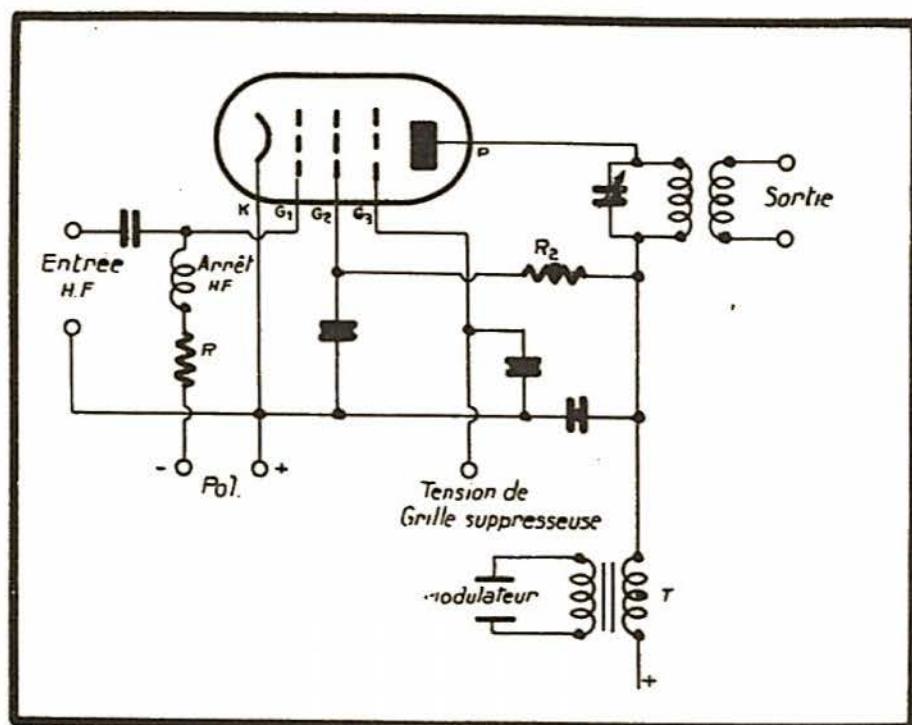 P
K
G1
G2
G3
Sortie
Entrée
H.F
Arrêt
HF
R2
R
- Pol. +
Tension de
Grille suppresseuse
T
+